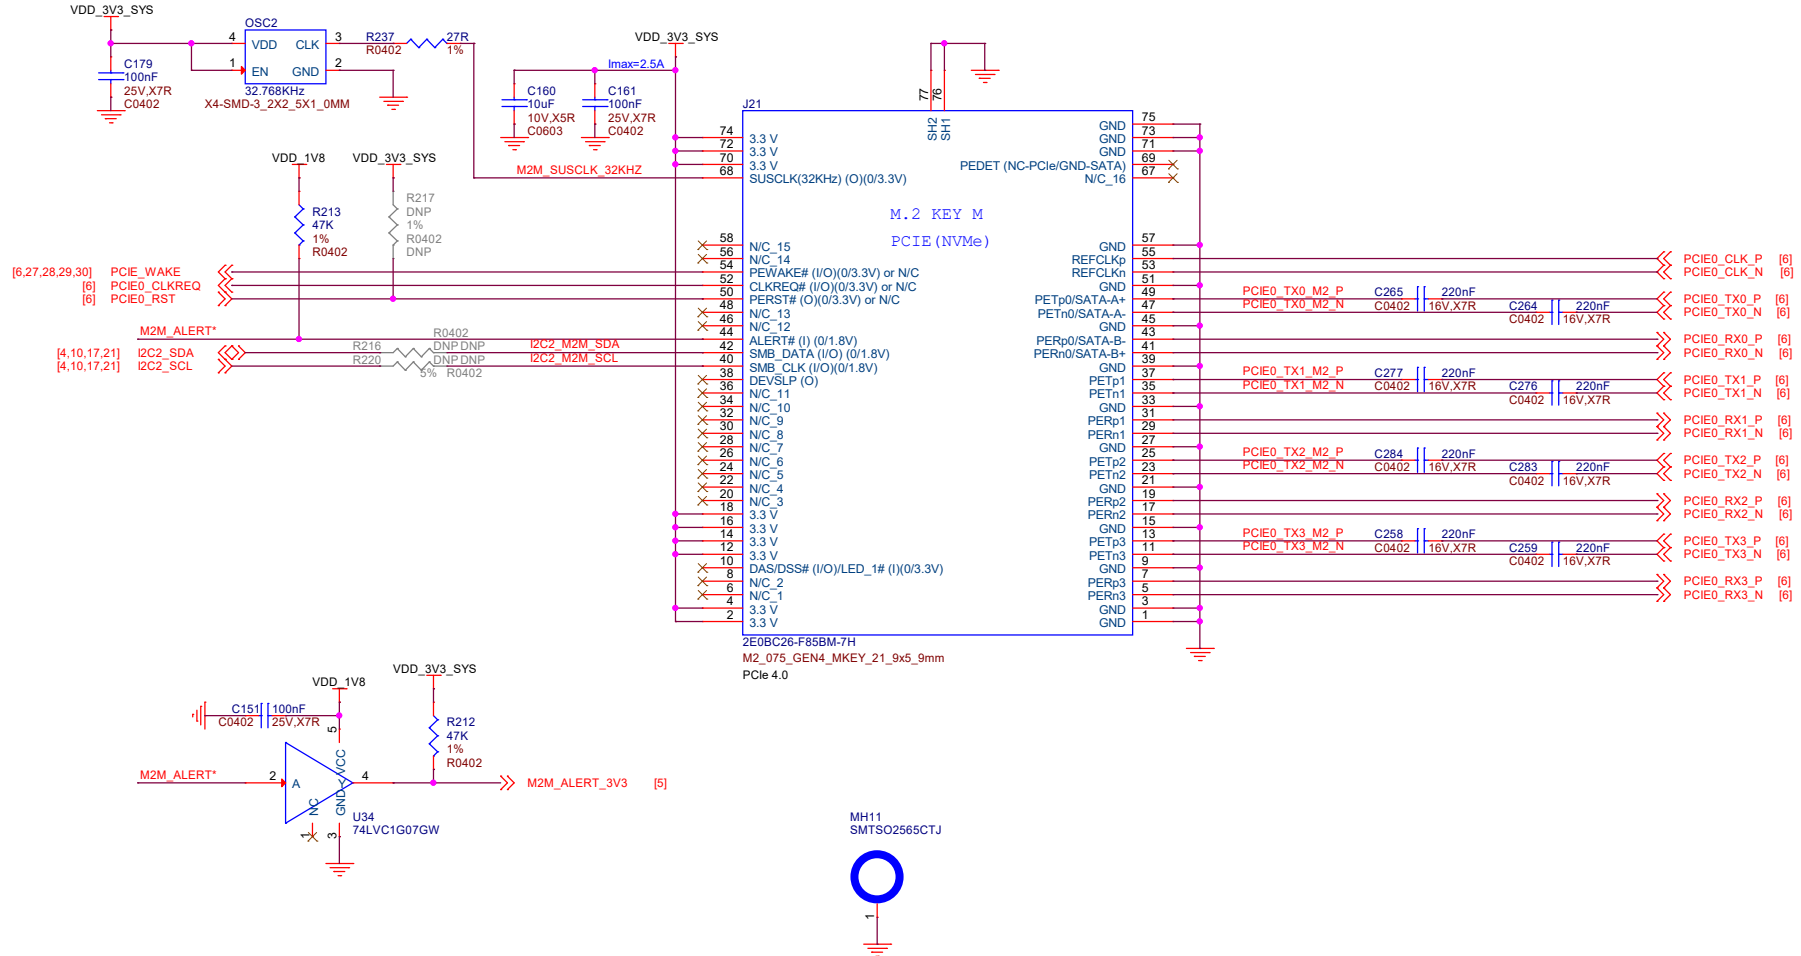 VDD_3V3_SYS
OSC2
4 VDD CLK 3
1 EN GND 2
32.768KHz
X4-SMD-3_2X2_5X1_0MM
C179
100nF
25V,X7R
C0402
R237 27R
R0402 1%
VDD_3V3_SYS
Imax=2.5A
C160
10uF
10V,X5R
C0603
C161
100nF
25V,X7R
C0402
VDD_1V8
VDD_3V3_SYS
R213
47K
1%
R0402
R217
DNP
1%
R0402
DNP
M2M_SUSCLK_32KHZ
[6,27,28,29,30] PCIE_WAKE
[6] PCIE0_CLKREQ
[6] PCIE0_RST
M2M_ALERT*
[4,10,17,21] I2C2_SDA
[4,10,17,21] I2C2_SCL
R0402
R216 DNP DNP
R220 DNP DNP
5% R0402
I2C2_M2M_SDA
I2C2_M2M_SCL
J21
77 76
SH2 SH1
M.2 KEY M
PCIE(NVMe)
74 3.3 V
72 3.3 V
70 3.3 V
68 SUSCLK(32KHz) (O)(0/3.3V)
58 N/C_15
56 N/C_14
54 PEWAKE# (I/O)(0/3.3V) or N/C
52 CLKREQ# (I/O)(0/3.3V) or N/C
50 PERST# (O)(0/3.3V) or N/C
48 N/C_13
46 N/C_12
44 ALERT# (I) (0/1.8V)
42 SMB_DATA (I/O) (0/1.8V)
40 SMB_CLK (I/O)(0/1.8V)
38 DEVSLP (O)
36 N/C_11
34 N/C_10
32 N/C_9
30 N/C_8
28 N/C_7
26 N/C_6
24 N/C_5
22 N/C_4
20 N/C_3
18 3.3 V
16 3.3 V
14 3.3 V
12 3.3 V
10 DAS/DSS# (I/O)/LED_1# (I)(0/3.3V)
8 N/C_2
6 N/C_1
4 3.3 V
2 3.3 V
GND 75
GND 73
GND 71
PEDET (NC-PCIe/GND-SATA) 69
N/C_16 67
GND 57
REFCLKp 55
REFCLKn 53
GND 51
PETp0/SATA-A+ 49
PETn0/SATA-A- 47
GND 45
PERp0/SATA-B- 43
PERn0/SATA-B+ 41
GND 39
PETp1 37
PETn1 35
GND 33
PERp1 31
PERn1 29
GND 27
PETp2 25
PETn2 23
GND 21
PERp2 19
PERn2 17
GND 15
PETp3 13
PETn3 11
GND 9
PERp3 7
PERn3 5
GND 3
GND 1
2E0BC26-F85BM-7H
M2_075_GEN4_MKEY_21_9x5_9mm
PCIe 4.0
PCIE0_CLK_P [6]
PCIE0_CLK_N [6]
PCIE0_TX0_M2_P C265 220nF
C0402 16V,X7R
PCIE0_TX0_P [6]
PCIE0_TX0_M2_N C264 220nF
C0402 16V,X7R
PCIE0_TX0_N [6]
PCIE0_RX0_P [6]
PCIE0_RX0_N [6]
PCIE0_TX1_M2_P C277 220nF
C0402 16V,X7R
PCIE0_TX1_P [6]
PCIE0_TX1_M2_N C276 220nF
C0402 16V,X7R
PCIE0_TX1_N [6]
PCIE0_RX1_P [6]
PCIE0_RX1_N [6]
PCIE0_TX2_M2_P C284 220nF
C0402 16V,X7R
PCIE0_TX2_P [6]
PCIE0_TX2_M2_N C283 220nF
C0402 16V,X7R
PCIE0_TX2_N [6]
PCIE0_RX2_P [6]
PCIE0_RX2_N [6]
PCIE0_TX3_M2_P C258 220nF
C0402 16V,X7R
PCIE0_TX3_P [6]
PCIE0_TX3_M2_N C259 220nF
C0402 16V,X7R
PCIE0_TX3_N [6]
PCIE0_RX3_P [6]
PCIE0_RX3_N [6]
VDD_3V3_SYS
VDD_1V8
C151 100nF
C0402 25V,X7R
R212
47K
1%
R0402
5
VCC
M2M_ALERT* 2 A Y 4
M2M_ALERT_3V3 [5]
NC GND
1 3
U34
74LVC1G07GW
MH11
SMTSO2565CTJ
1